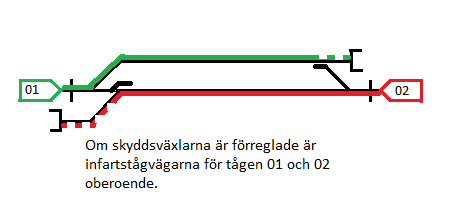 01
02
Om skyddsväxlarna är förreglade är
infartstågvägarna för tågen 01 och 02
oberoende.